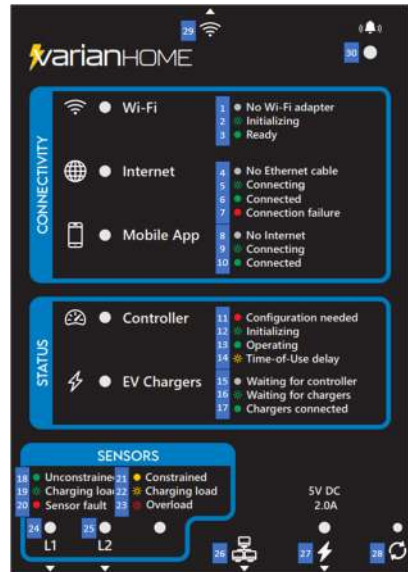 29
varianHOME
30
CONNECTIVITY
Wi-Fi
1 No Wi-Fi adapter
2 Initializing
3 Ready
Internet
4 No Ethernet cable
5 Connecting
6 Connected
7 Connection failure
Mobile App
8 No Internet
9 Connecting
10 Connected
STATUS
Controller
11 Configuration needed
12 Initializing
13 Operating
14 Time-of-Use delay
EV Chargers
15 Waiting for controller
16 Waiting for chargers
17 Chargers connected
SENSORS
18 Unconstraine 21 Constrained
19 Charging loa 22 Charging load
20 Sensor fault 23 Overload
24 25
L1 L2
5V DC
2.0A
26 27 28